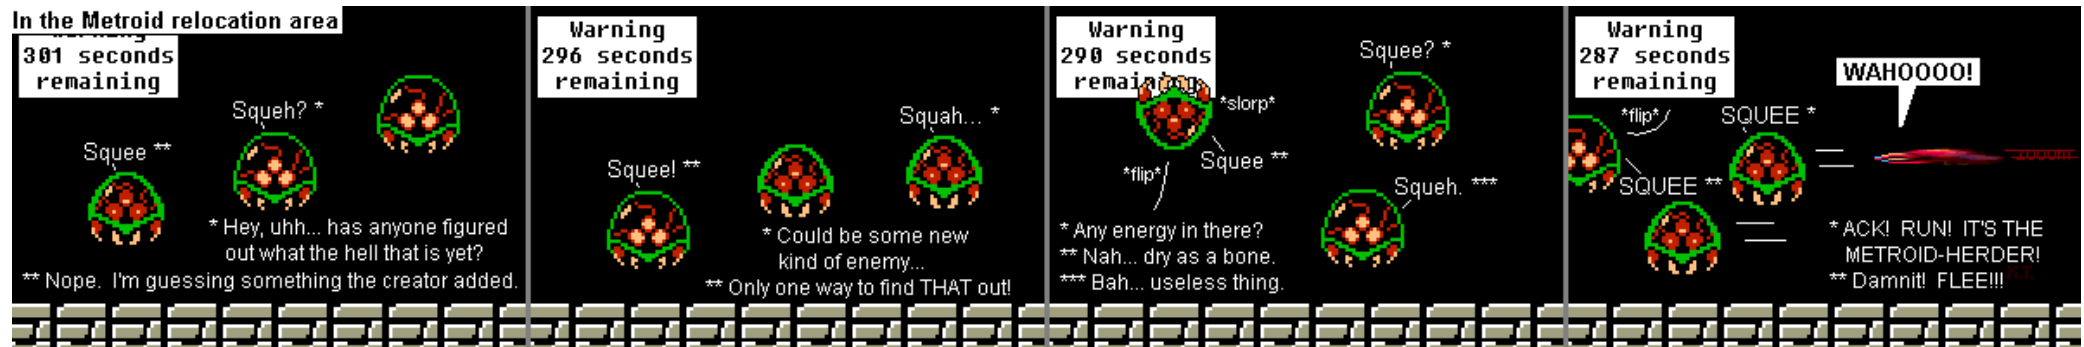 In the Metroid relocation area
Warning
301 seconds
remaining
Squeh? *
Squee **
* Hey, uhh... has anyone figured
out what the hell that is yet?
** Nope. I'm guessing something the creator added.
Warning
296 seconds
remaining
Squah... *
Squee! **
* Could be some new
kind of enemy...
** Only one way to find THAT out!
Warning
290 seconds
remaining
Squee? *
*slorp*
Squee **
*flip*
Squeh. ***
* Any energy in there?
** Nah... dry as a bone.
*** Bah... useless thing.
Warning
287 seconds
remaining
WAHOOOO!
*flip*
SQUEE *
zooom
SQUEE **
* ACK! RUN! IT'S THE
METROID-HERDER!
** Damnit! FLEE!!!